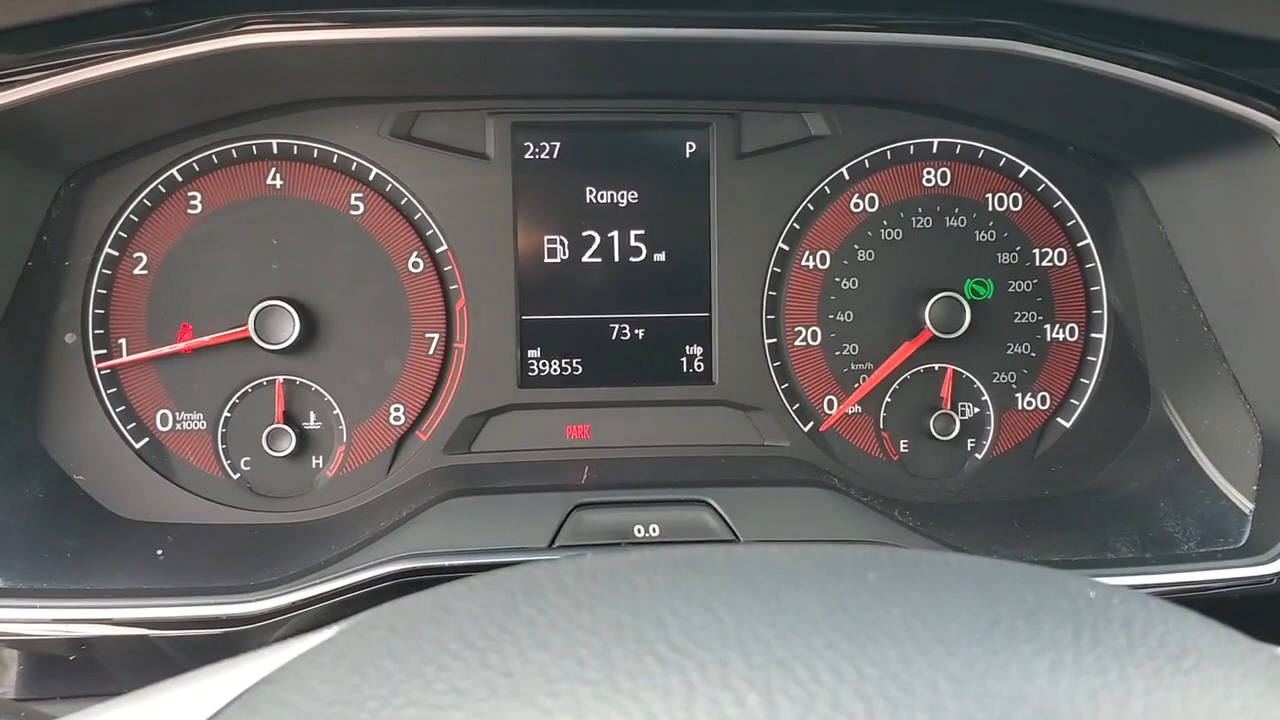 0
1
2
3
4
5
6
7
8
1/min
x1000
C
H
2:27 P
Range
215 mi
73 °F
mi
39855
trip
1.6
PARK
0.0
0
20
40
60
80
100
120
140
160
mph
km/h
0
20
40
60
80
100
120
140
160
180
200
220
240
260
E
F